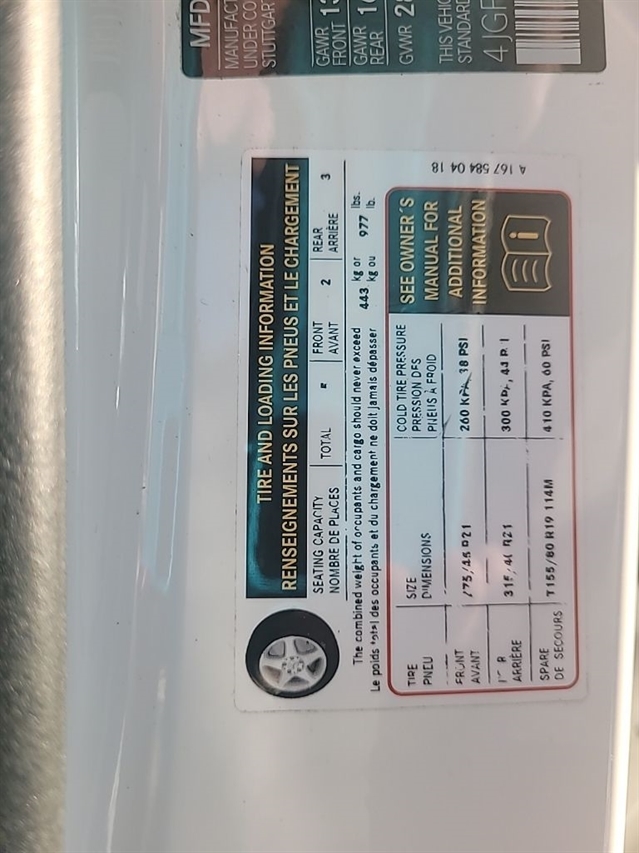 MFD
MANUFACT
UNDER CO
STUTTGAR
GAWR
FRONT
GAWR
REAR
GVWR
THIS VEHIC
STANDARD
TIRE AND LOADING INFORMATION
RENSEIGNEMENTS SUR LES PNEUS ET LE CHARGEMENT
SEATING CAPACITY TOTAL FRONT 2 REAR 3
NOMBRE DE PLACES AVANT ARRIÈRE
The combined weight of occupants and cargo should never exceed 443 kg or 977 lbs.
Le poids total des occupants et du chargement ne doit jamais dépasser kg ou lb.
TIRE SIZE COLD TIRE PRESSURE
PNEU DIMENSIONS PRESSION DES
PNEUS À FROID
FRONT 260 KPA, 38 PSI
AVANT
300 KPA,
ARRIÈRE
SPARE T155/80 R19 114M 410 KPA, 60 PSI
DE SECOURS
SEE OWNER'S
MANUAL FOR
ADDITIONAL
INFORMATION
i
A 167 584 04 18